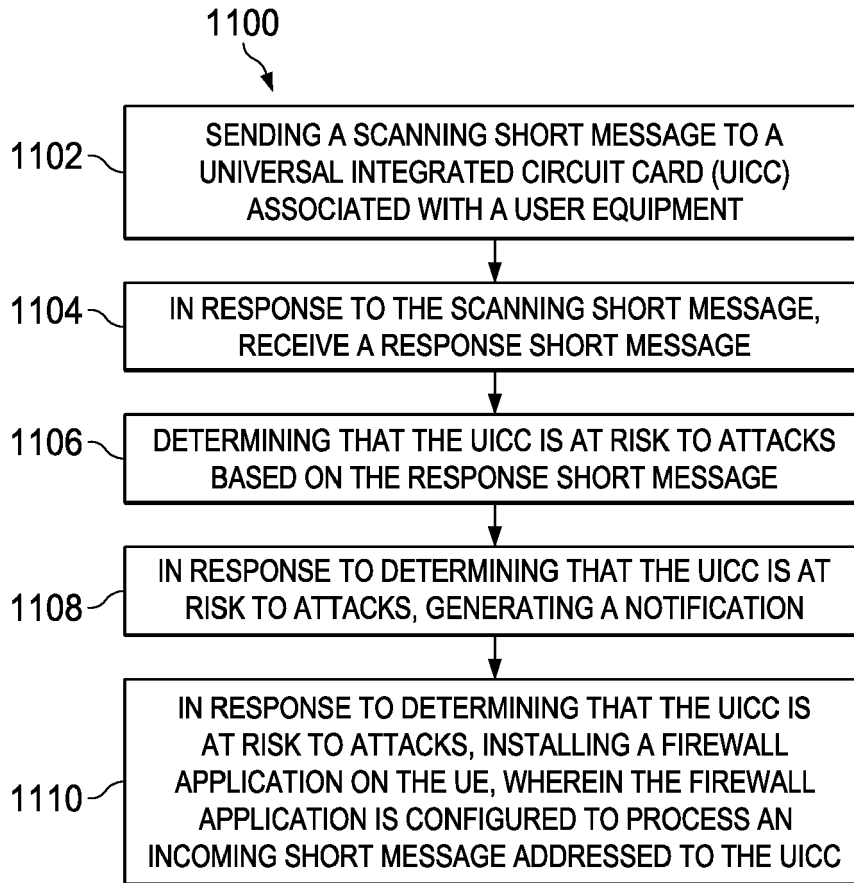 1100
1102
SENDING A SCANNING SHORT MESSAGE TO A
UNIVERSAL INTEGRATED CIRCUIT CARD (UICC)
ASSOCIATED WITH A USER EQUIPMENT
1104
IN RESPONSE TO THE SCANNING SHORT MESSAGE,
RECEIVE A RESPONSE SHORT MESSAGE
1106
DETERMINING THAT THE UICC IS AT RISK TO ATTACKS
BASED ON THE RESPONSE SHORT MESSAGE
1108
IN RESPONSE TO DETERMINING THAT THE UICC IS AT
RISK TO ATTACKS, GENERATING A NOTIFICATION
1110
IN RESPONSE TO DETERMINING THAT THE UICC IS
AT RISK TO ATTACKS, INSTALLING A FIREWALL
APPLICATION ON THE UE, WHEREIN THE FIREWALL
APPLICATION IS CONFIGURED TO PROCESS AN
INCOMING SHORT MESSAGE ADDRESSED TO THE UICC